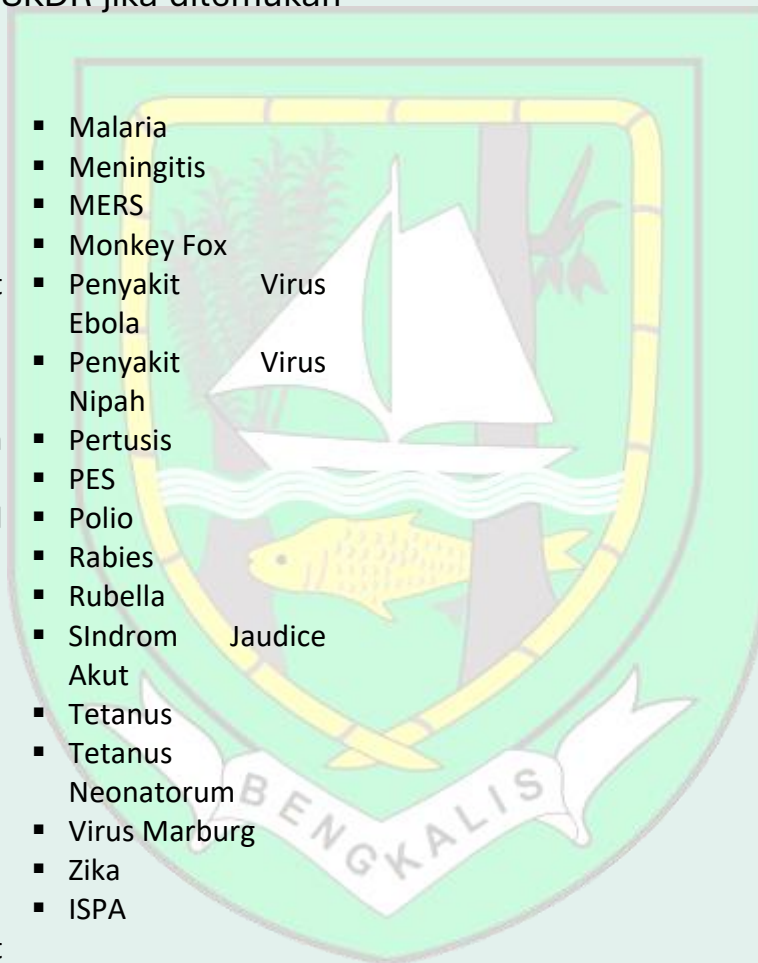 SKDR jika ditemukan
▪ Malaria
▪ Meningitis
▪ MERS
▪ Monkey Fox
▪ Penyakit Virus
Ebola
▪ Penyakit Virus
Nipah
▪ Pertusis
▪ PES
▪ Polio
▪ Rabies
▪ Rubella
▪ SIndrom Jaudice
Akut
▪ Tetanus
▪ Tetanus
Neonatorum
▪ Virus Marburg
▪ Zika
▪ ISPA
BENGKALIS